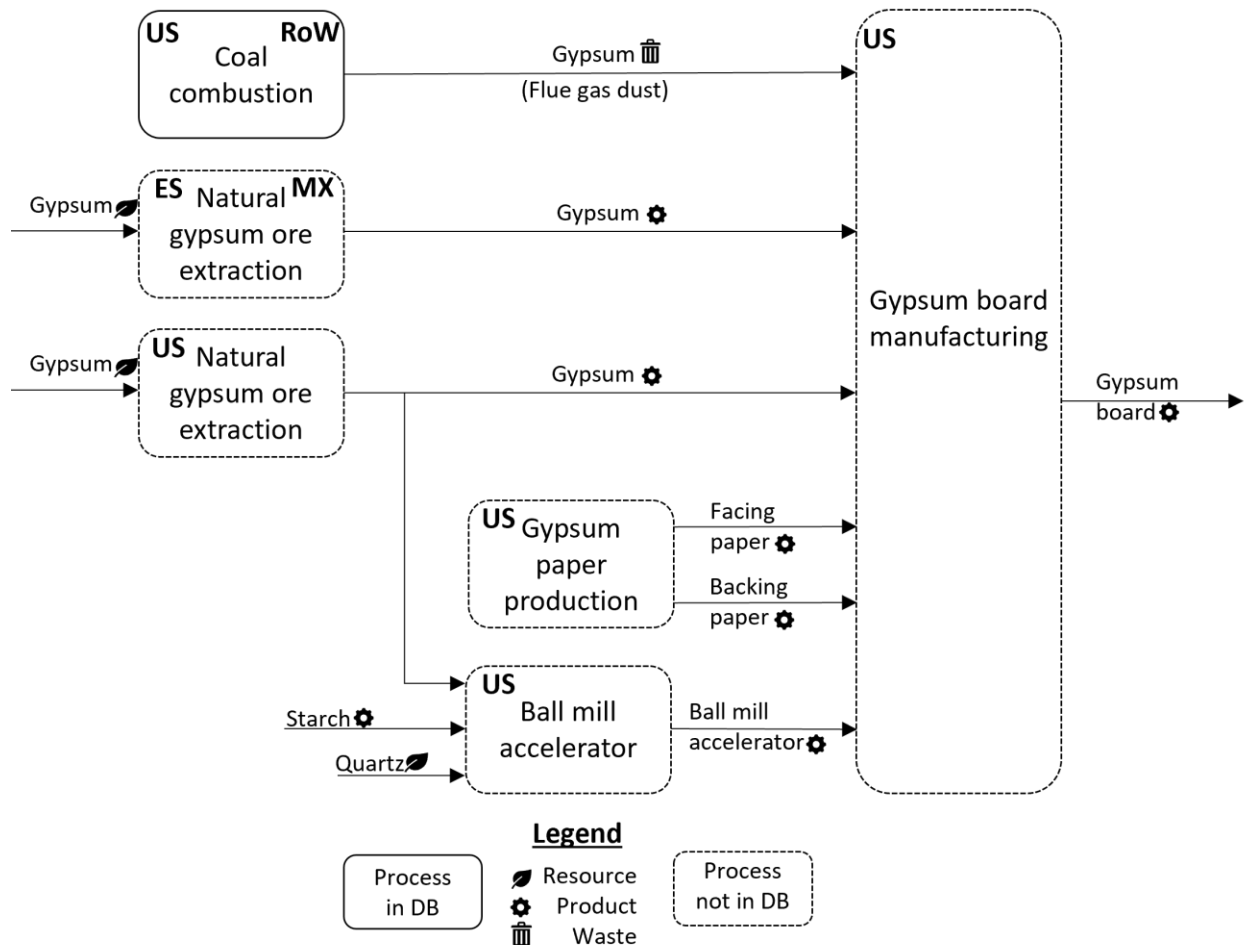 US RoW
Coal
combustion
Gypsum
(Flue gas dust)
US
Gypsum
ES Natural MX
gypsum ore
extraction
Gypsum
Gypsum
US Natural
gypsum ore
extraction
Gypsum
Gypsum board
manufacturing
Gypsum
board
US Gypsum
paper
production
Facing
paper
Backing
paper
Starch
Quartz
US
Ball mill
accelerator
Ball mill
accelerator
Legend
Process
in DB
Resource
Product
Waste
Process
not in DB